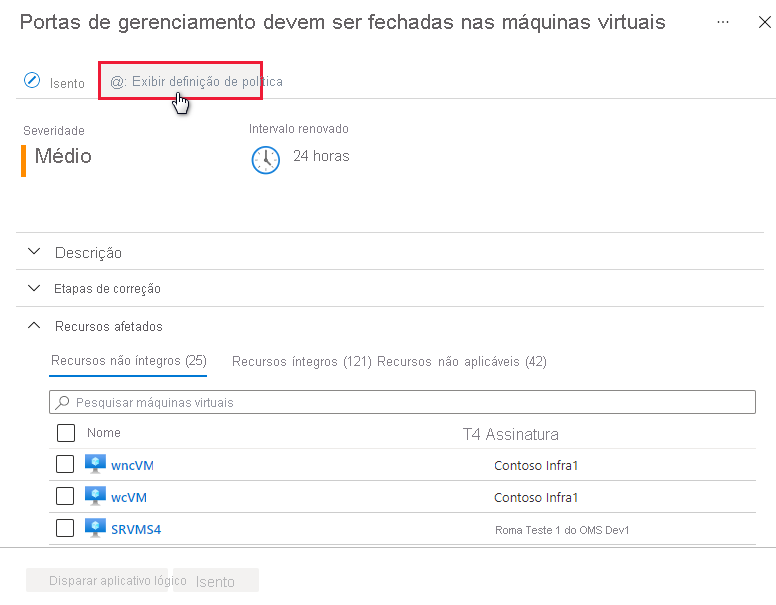 Portas de gerenciamento devem ser fechadas nas máquinas virtuais ...
Isento @: Exibir definição de política
Severidade Intervalo renovado
Médio 24 horas
Descrição
Etapas de correção
Recursos afetados
Recursos não íntegros (25) Recursos íntegros (121) Recursos não aplicáveis (42)
Pesquisar máquinas virtuais
Nome T4 Assinatura
wncVM Contoso Infra1
wcVM Contoso Infra1
SRVMS4 Roma Teste 1 do OMS Dev1
Disparar aplicativo lógico Isento